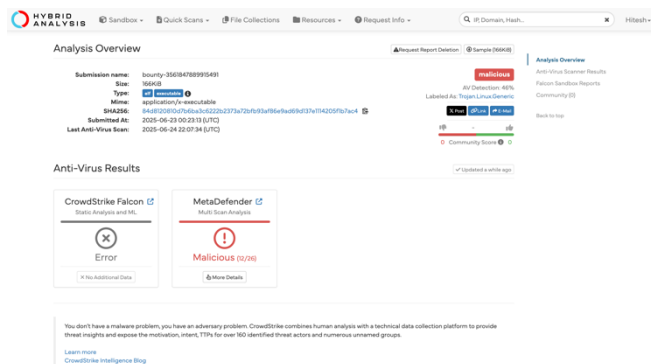 HYBRID
ANALYSIS
Sandbox
Quick Scans
File Collections
Resources
Request Info
IP, Domain, Hash...
Hitesh
Analysis Overview
Request Report Deletion
Sample (166KiB)
Submission name: bounty-3561847889915491
Size: 166KiB
Type: elf executable
Mime: application/x-executable
SHA256:
Submitted At: 2025-06-23 00:23:13 (UTC)
Last Anti-Virus Scan: 2025-06-24 22:07:34 (UTC)
malicious
AV Detection: 46%
Labeled As: Trojan.Linux.Generic
X Post
Link
E-Mail
-
0 Community Score 0
Analysis Overview
Anti-Virus Scanner Results
Falcon Sandbox Reports
Community (0)
Back to top
Anti-Virus Results
Updated a while ago
CrowdStrike Falcon
Static Analysis and ML
Error
No Additional Data
MetaDefender
Multi Scan Analysis
Malicious (12/26)
More Details
You don't have a malware problem, you have an adversary problem. CrowdStrike combines human analysis with a technical data collection platform to provide
threat insights and expose the motivation, intent, TTPs for over 160 identified threat actors and numerous unnamed groups.
Learn more
CrowdStrike Intelligence Blog